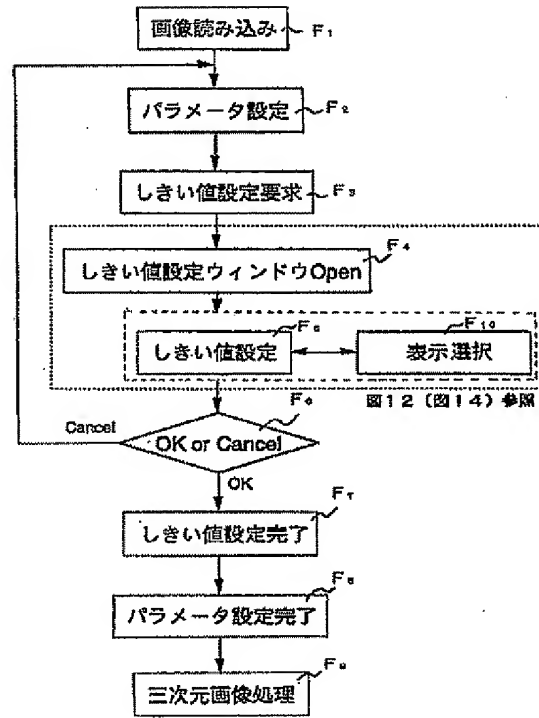 画像読み込み F₁
パラメータ設定 F₂
しきい値設定要求 F₃
しきい値設定ウィンドウOpen F₄
しきい値設定 F₅
表示選択 F₁₀
図12（図14）参照
Cancel
OK or Cancel F₆
OK
しきい値設定完了 F₇
パラメータ設定完了 F₈
三次元画像処理 F₉